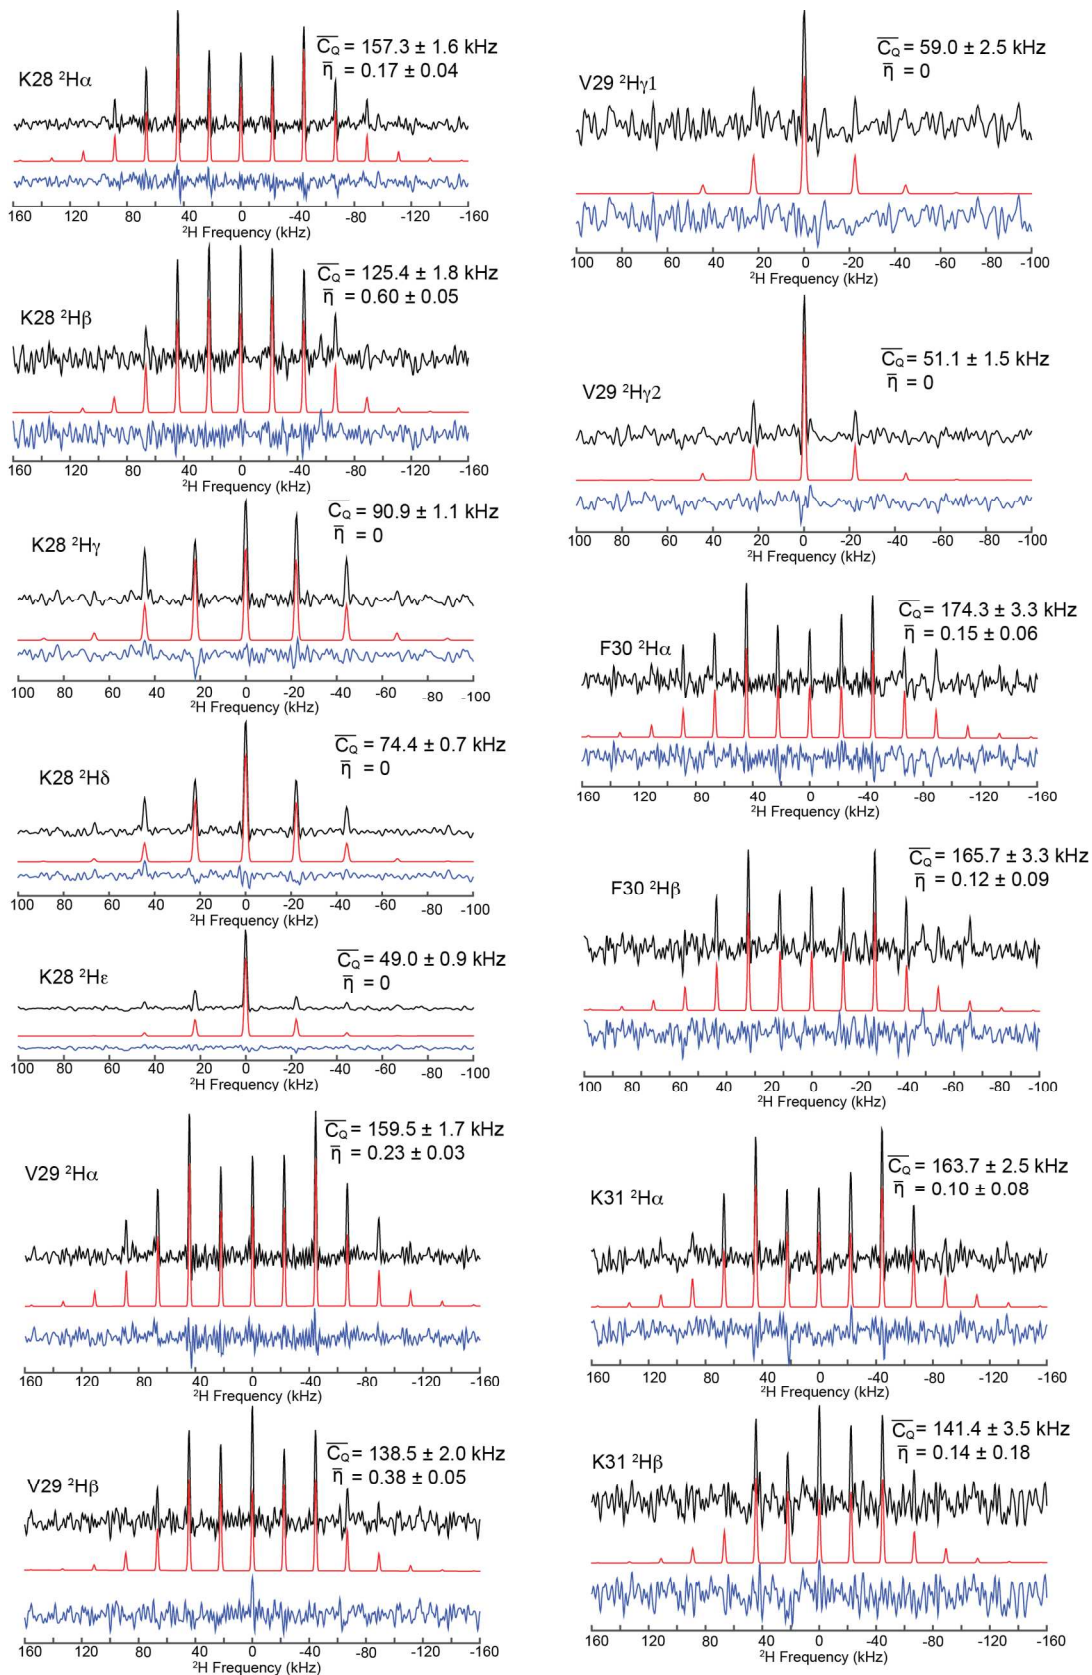 K28 ²Hα
C̅Q = 157.3 ± 1.6 kHz
η̅ = 0.17 ± 0.04
160 120 80 40 0 -40 -80 -120 -160
²H Frequency (kHz)
K28 ²Hβ
C̅Q = 125.4 ± 1.8 kHz
η̅ = 0.60 ± 0.05
160 120 80 40 0 -40 -80 -120 -160
²H Frequency (kHz)
K28 ²Hγ
C̅Q = 90.9 ± 1.1 kHz
η̅ = 0
100 80 60 40 20 0 -20 -40 -60 -80 -100
²H Frequency (kHz)
K28 ²Hδ
C̅Q = 74.4 ± 0.7 kHz
η̅ = 0
100 80 60 40 20 0 -20 -40 -60 -80 -100
²H Frequency (kHz)
K28 ²Hε
C̅Q = 49.0 ± 0.9 kHz
η̅ = 0
100 80 60 40 20 0 -20 -40 -60 -80 -100
²H Frequency (kHz)
V29 ²Hα
C̅Q = 159.5 ± 1.7 kHz
η̅ = 0.23 ± 0.03
160 120 80 40 0 -40 -80 -120 -160
²H Frequency (kHz)
V29 ²Hβ
C̅Q = 138.5 ± 2.0 kHz
η̅ = 0.38 ± 0.05
160 120 80 40 0 -40 -80 -120 -160
²H Frequency (kHz)
V29 ²Hγ1
C̅Q = 59.0 ± 2.5 kHz
η̅ = 0
100 80 60 40 20 0 -20 -40 -60 -80 -100
²H Frequency (kHz)
V29 ²Hγ2
C̅Q = 51.1 ± 1.5 kHz
η̅ = 0
100 80 60 40 20 0 -20 -40 -60 -80 -100
²H Frequency (kHz)
F30 ²Hα
C̅Q = 174.3 ± 3.3 kHz
η̅ = 0.15 ± 0.06
160 120 80 40 0 -40 -80 -120 -160
²H Frequency (kHz)
F30 ²Hβ
C̅Q = 165.7 ± 3.3 kHz
η̅ = 0.12 ± 0.09
100 80 60 40 20 0 -20 -40 -60 -80 -100
²H Frequency (kHz)
K31 ²Hα
C̅Q = 163.7 ± 2.5 kHz
η̅ = 0.10 ± 0.08
160 120 80 40 0 -40 -80 -120 -160
²H Frequency (kHz)
K31 ²Hβ
C̅Q = 141.4 ± 3.5 kHz
η̅ = 0.14 ± 0.18
160 120 80 40 0 -40 -80 -120 -160
²H Frequency (kHz)